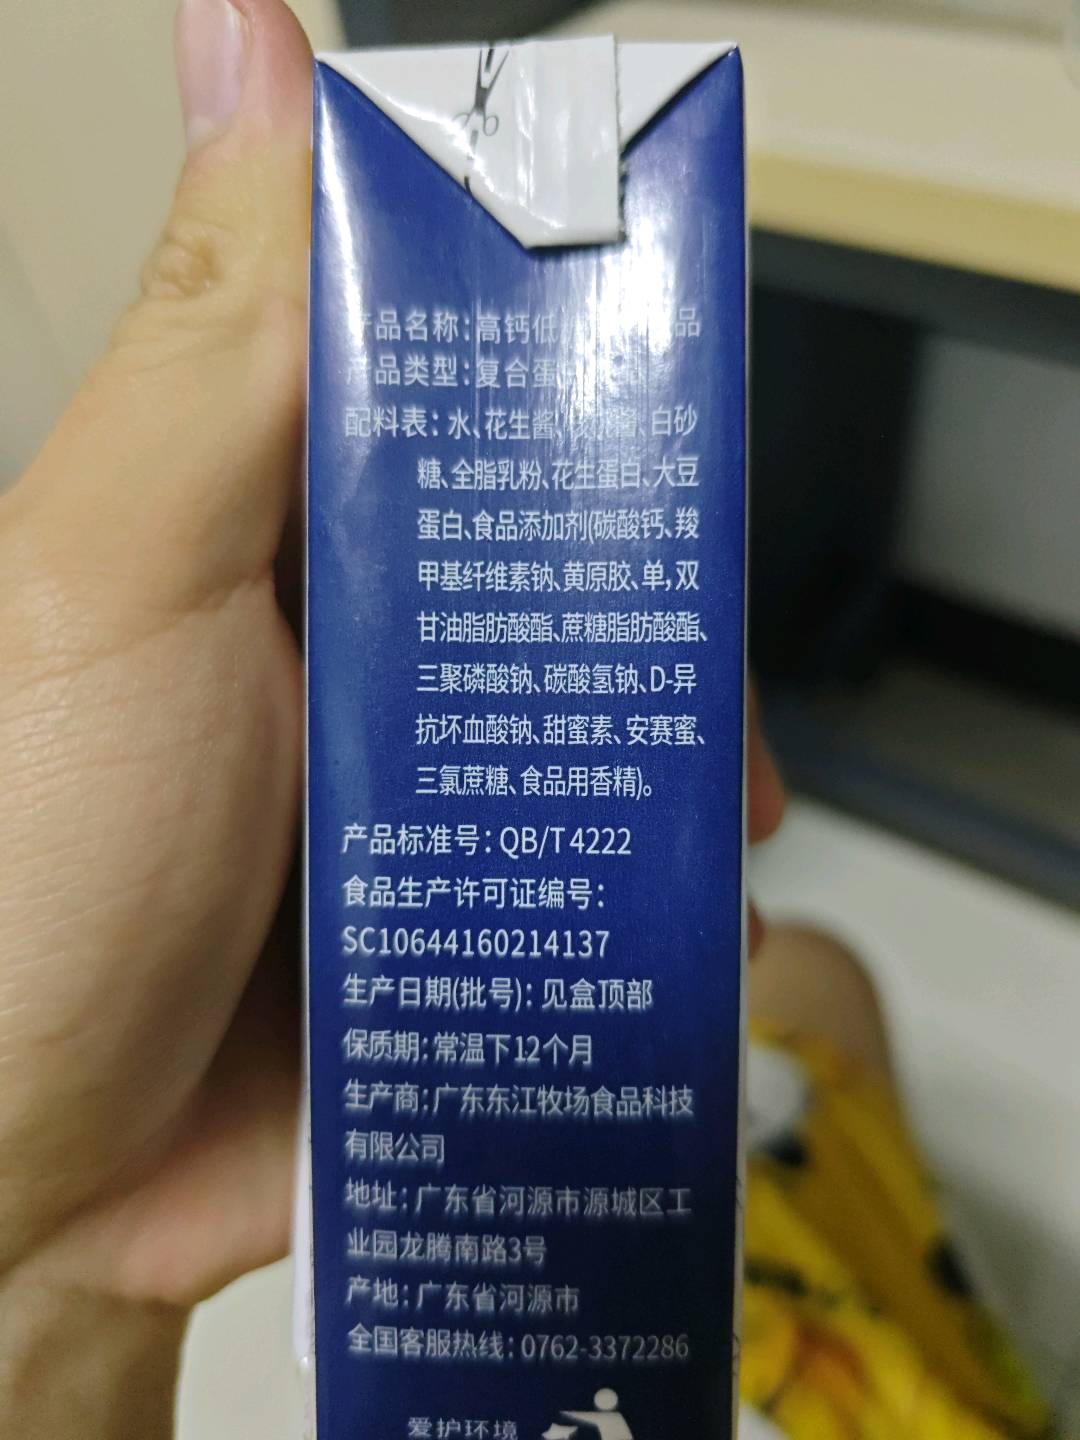 产品名称：高钙低 品
产品类型：复合蛋
配料表：水、花生酱、 白砂
糖、全脂乳粉、花生蛋白、大豆
蛋白、食品添加剂(碳酸钙、羧
甲基纤维素钠、黄原胶、单,双
甘油脂肪酸酯、蔗糖脂肪酸酯、
三聚磷酸钠、碳酸氢钠、D-异
抗坏血酸钠、甜蜜素、安赛蜜、
三氯蔗糖、食品用香精)。
产品标准号：QB/T 4222
食品生产许可证编号：
SC10644160214137
生产日期(批号)：见盒顶部
保质期：常温下12个月
生产商：广东东江牧场食品科技
有限公司
地址：广东省河源市源城区工
业园龙腾南路3号
产地：广东省河源市
全国客服热线：0762-3372286
爱护环境